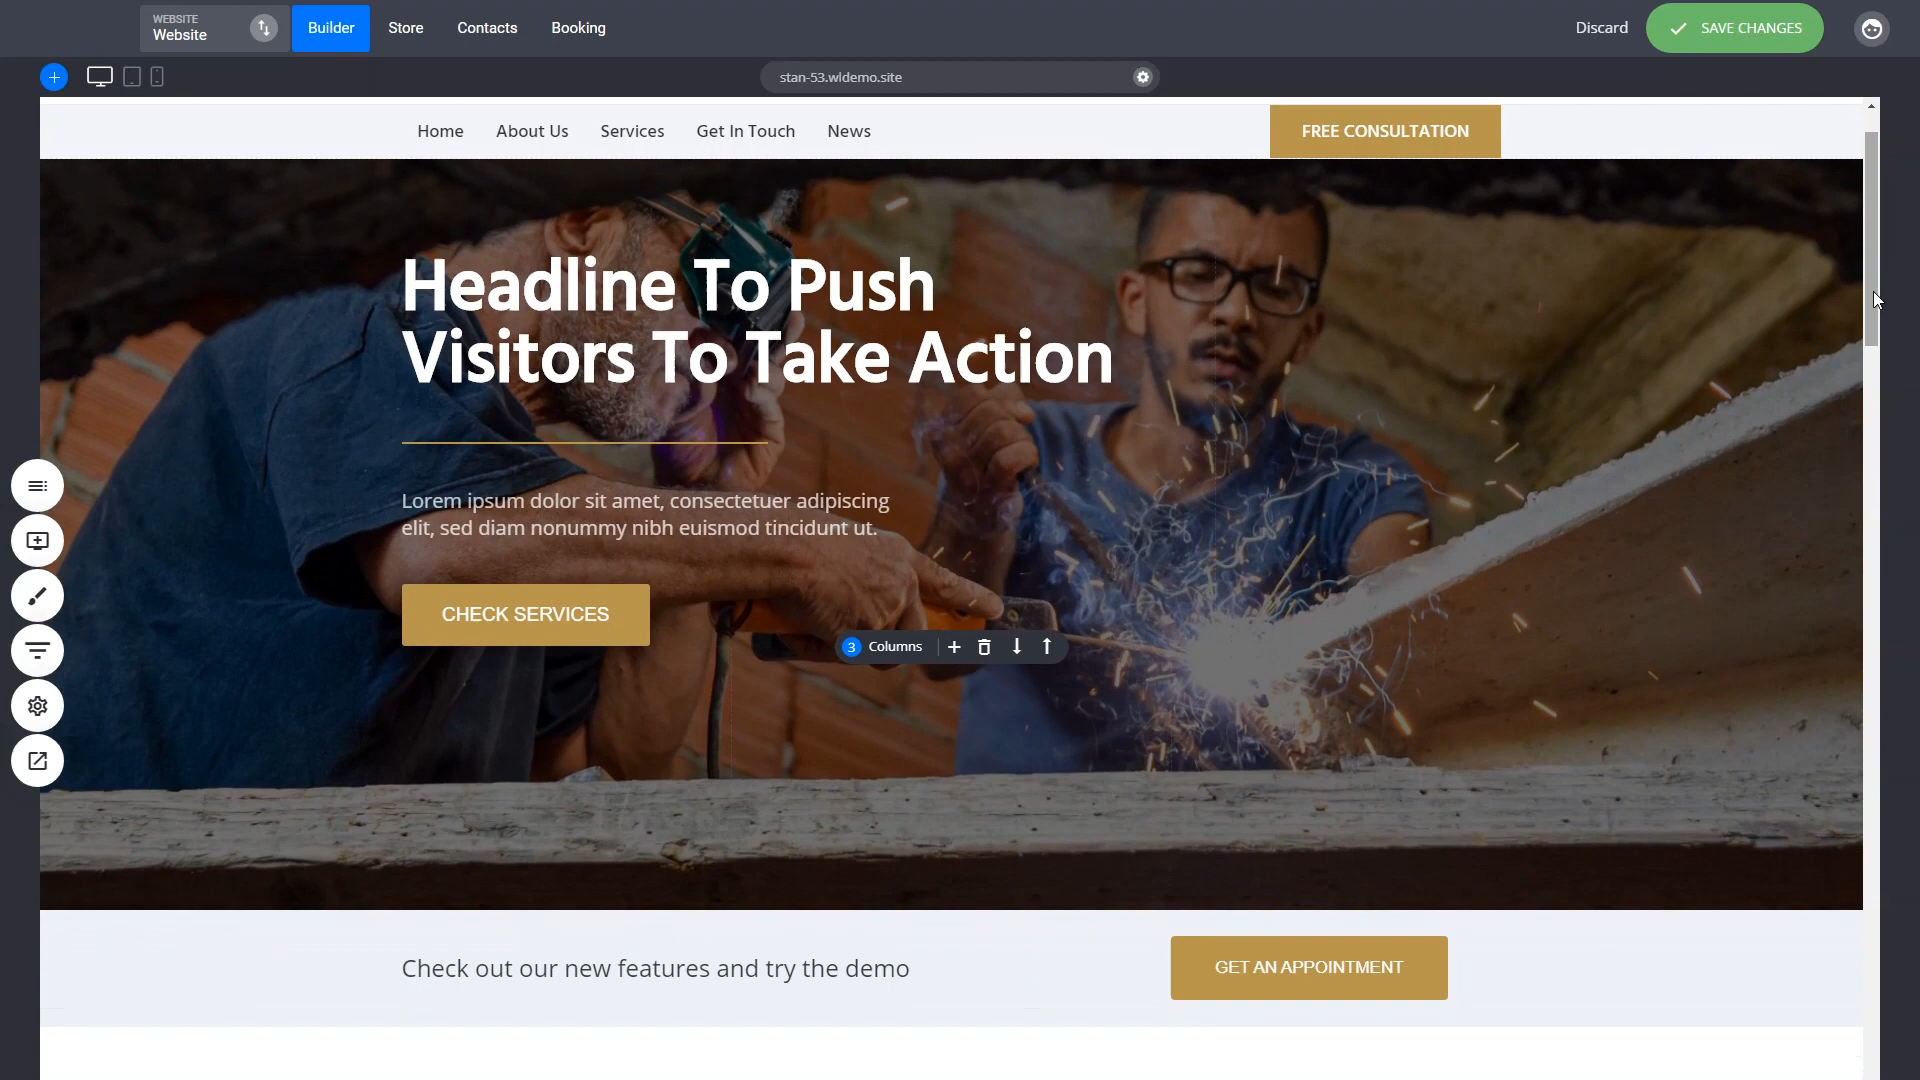 WEBSITE
Website
Builder
Store
Contacts
Booking
Discard
SAVE CHANGES
stan-53.wldemo.site
Home
About Us
Services
Get In Touch
News
FREE CONSULTATION
Headline To Push
Visitors To Take Action
Lorem ipsum dolor sit amet, consectetuer adipiscing
elit, sed diam nonummy nibh euismod tincidunt ut.
CHECK SERVICES
3 Columns
Check out our new features and try the demo
GET AN APPOINTMENT